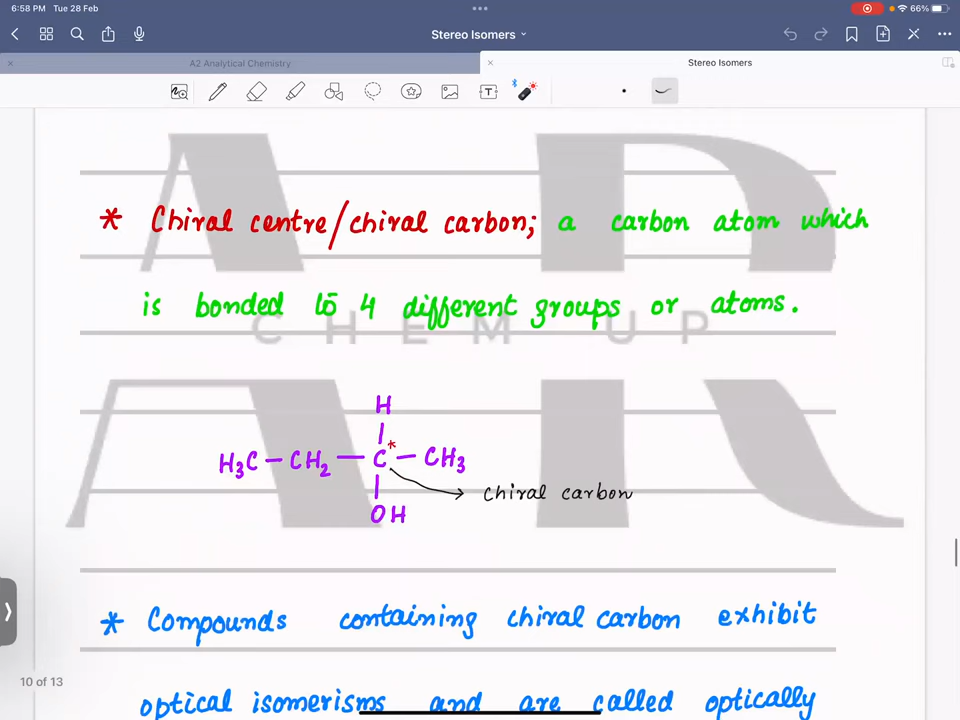 6:58 PM Tue 28 Feb
66%
Stereo Isomers
A2 Analytical Chemistry
Stereo Isomers
* Chiral centre/chiral carbon; a carbon atom which
is bonded to 4 different groups or atoms.
CHEM UP
H
H₃C - CH₂ - C* - CH₃
OH
chiral carbon
* Compounds containing chiral carbon exhibit
10 of 13
optical isomerisms and are called optically